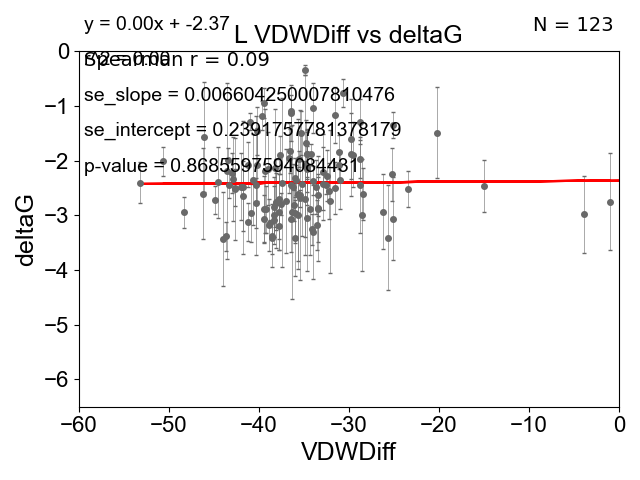 y = 0.00x + -2.37
N = 123
L VDWDiff vs deltaG
Spearman r = 0.09
se_slope = 0.006604250007810476
se_intercept = 0.2391757781378179
p-value = 0.8685597594084431
deltaG
0
−1
−2
−3
−4
−5
−6
−60
−50
−40
−30
−20
−10
0
VDWDiff